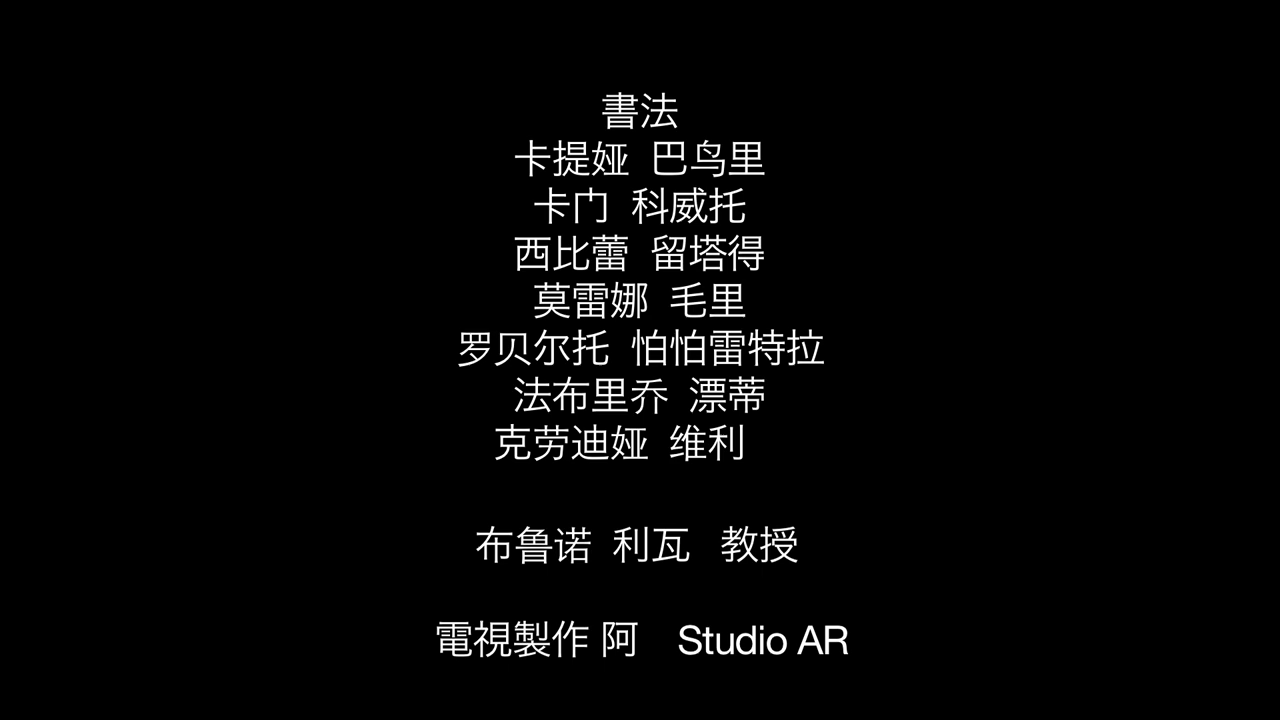 書法
卡提娅 巴鸟里
卡门 科威托
西比蕾 留塔得
莫雷娜 毛里
罗贝尔托 怕怕雷特拉
法布里乔 漂蒂
克劳迪娅 维利
布鲁诺 利瓦 教授
電視製作 阿 Studio AR